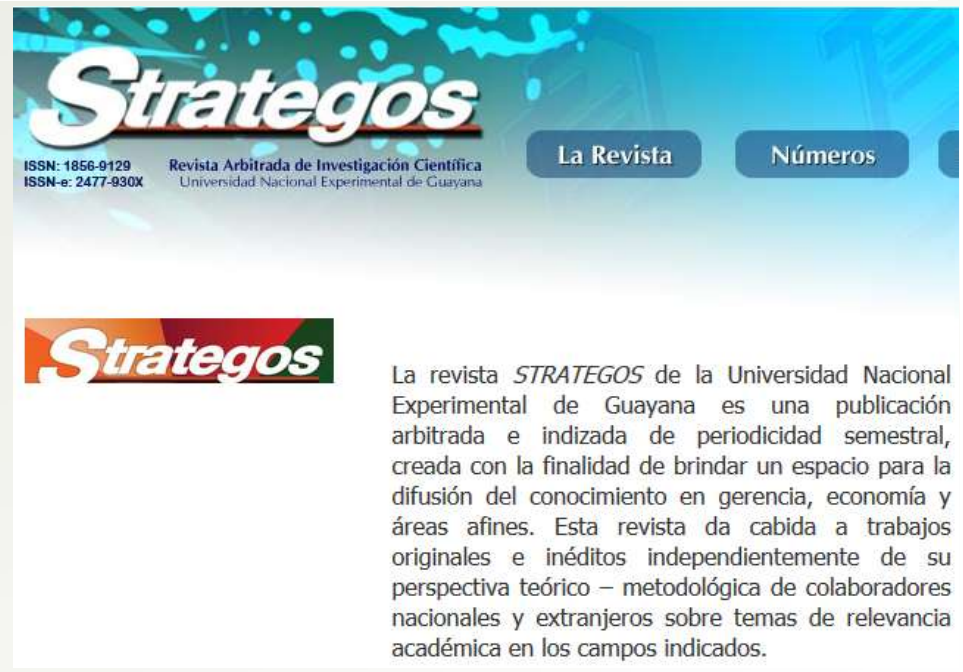 Strategos
ISSN: 1856-9129 Revista Arbitrada de Investigación Científica
ISSN-e: 2477-930X Universidad Nacional Experimental de Guayana
La Revista Números
Strategos
La revista STRATEGOS de la Universidad Nacional
Experimental de Guayana es una publicación
arbitrada e indizada de periodicidad semestral,
creada con la finalidad de brindar un espacio para la
difusión del conocimiento en gerencia, economía y
áreas afines. Esta revista da cabida a trabajos
originales e inéditos independientemente de su
perspectiva teórico – metodológica de colaboradores
nacionales y extranjeros sobre temas de relevancia
académica en los campos indicados.